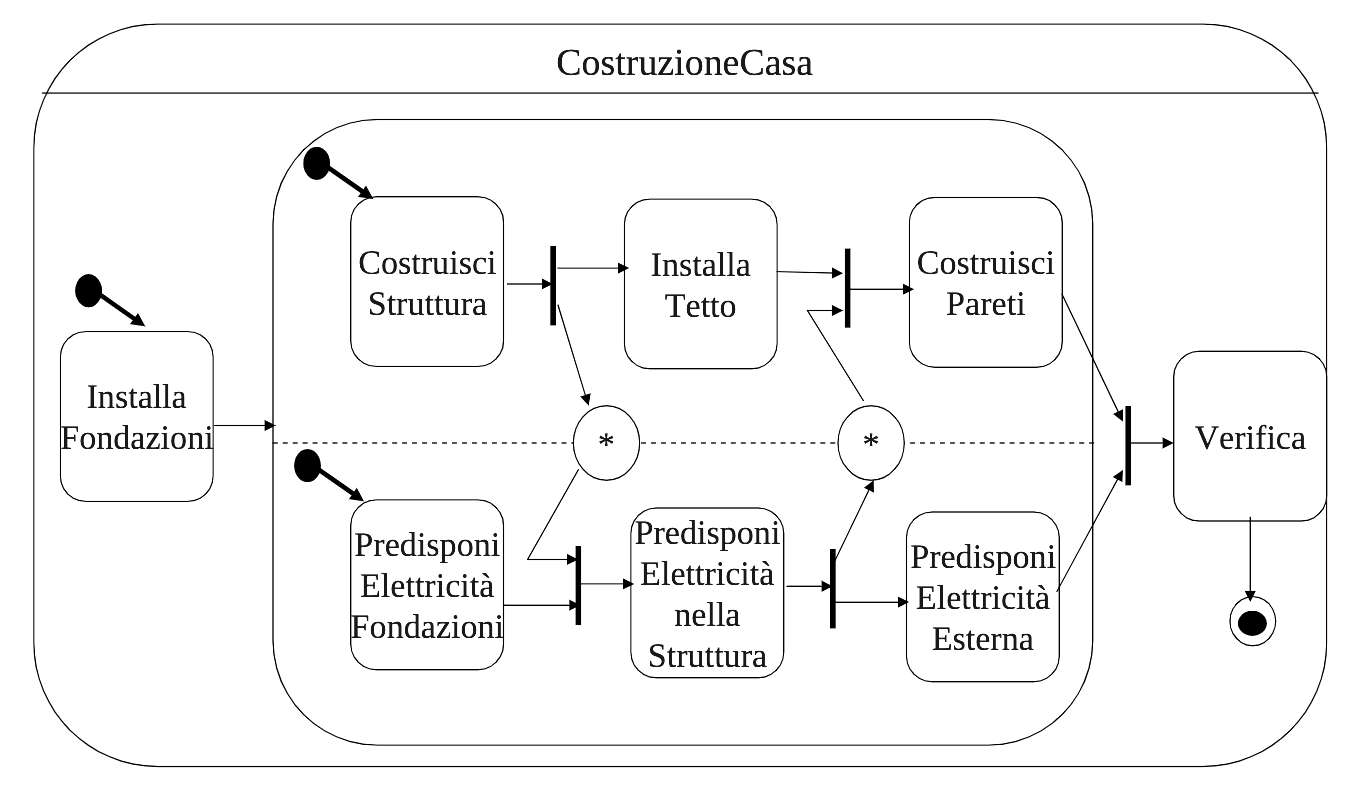 CostruzioneCasa
Costruisci
Struttura
Installa
Tetto
Costruisci
Pareti
Installa
Fondazioni
*
*
Verifica
Predisponi
Elettricità
Fondazioni
Predisponi
Elettricità
nella
Struttura
Predisponi
Elettricità
Esterna